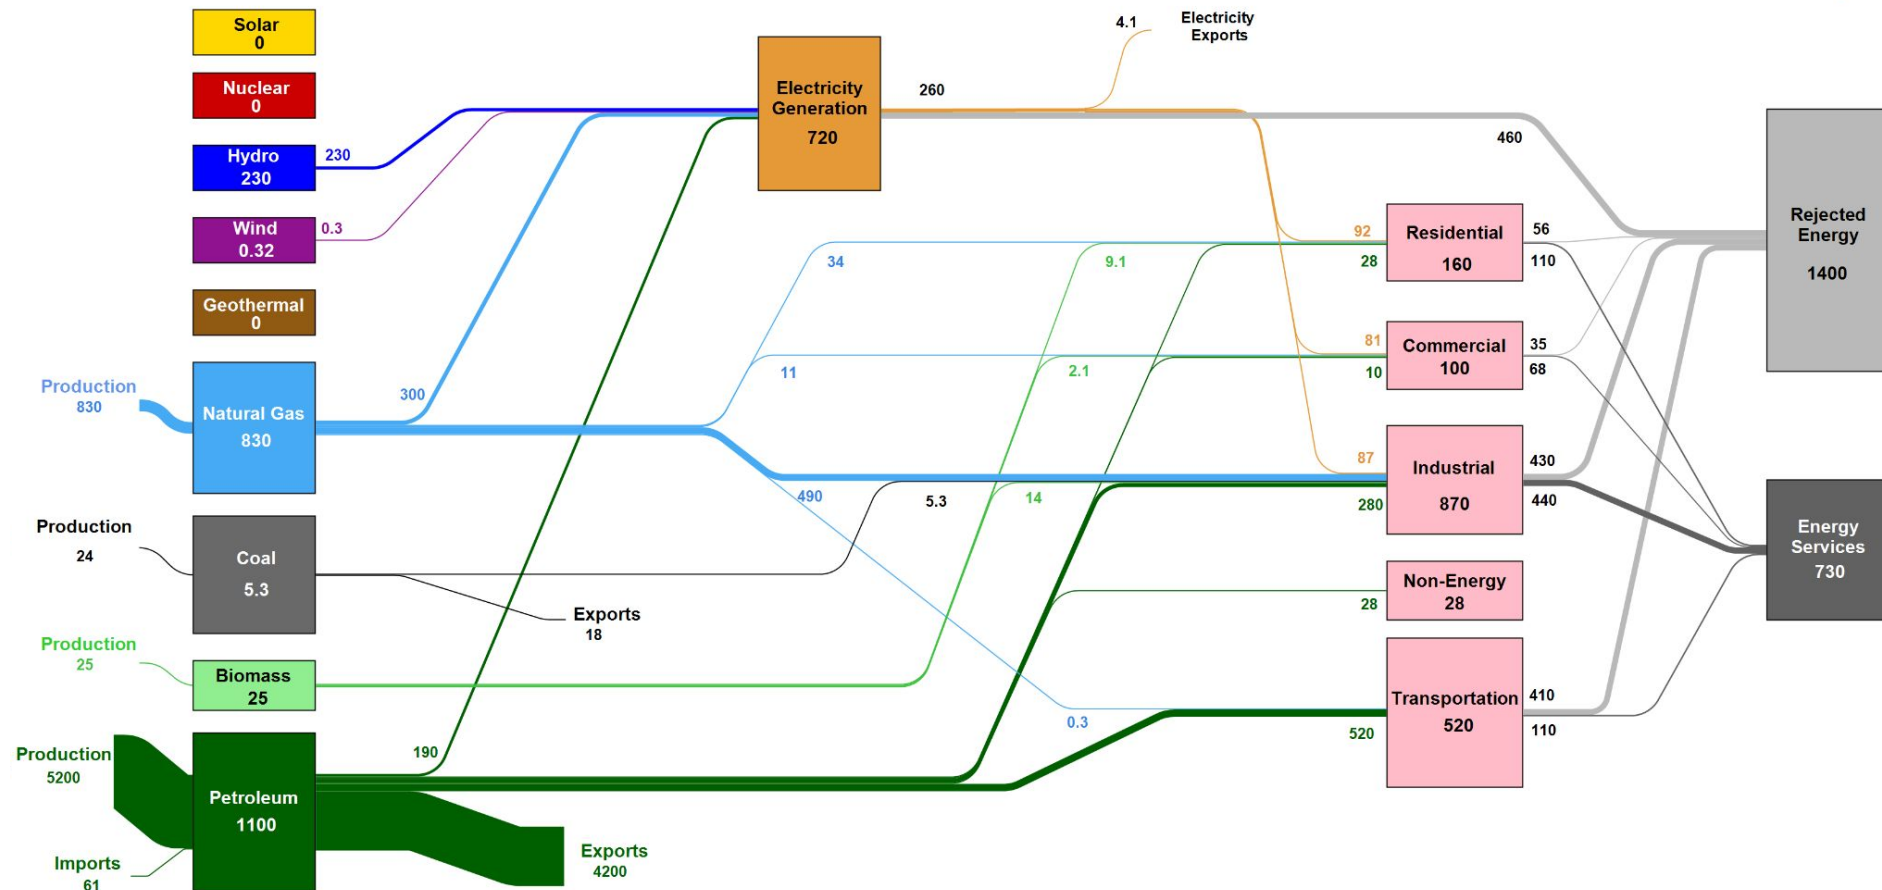 Solar
0
Nuclear
0
Hydro
230
230
Wind
0.32
0.3
Geothermal
0
Production
830
Natural Gas
830
300
Production
24
Coal
5.3
Exports
18
Production
25
Biomass
25
Production
5200
Petroleum
1100
190
Imports
61
Exports
4200
Electricity
Generation
720
260
4.1
Electricity
Exports
460
34
11
490
0.3
5.3
9.1
2.1
14
92
28
Residential
160
56
110
81
10
Commercial
100
35
68
87
280
Industrial
870
430
440
28
Non-Energy
28
520
Transportation
520
410
110
Rejected
Energy
1400
Energy
Services
730